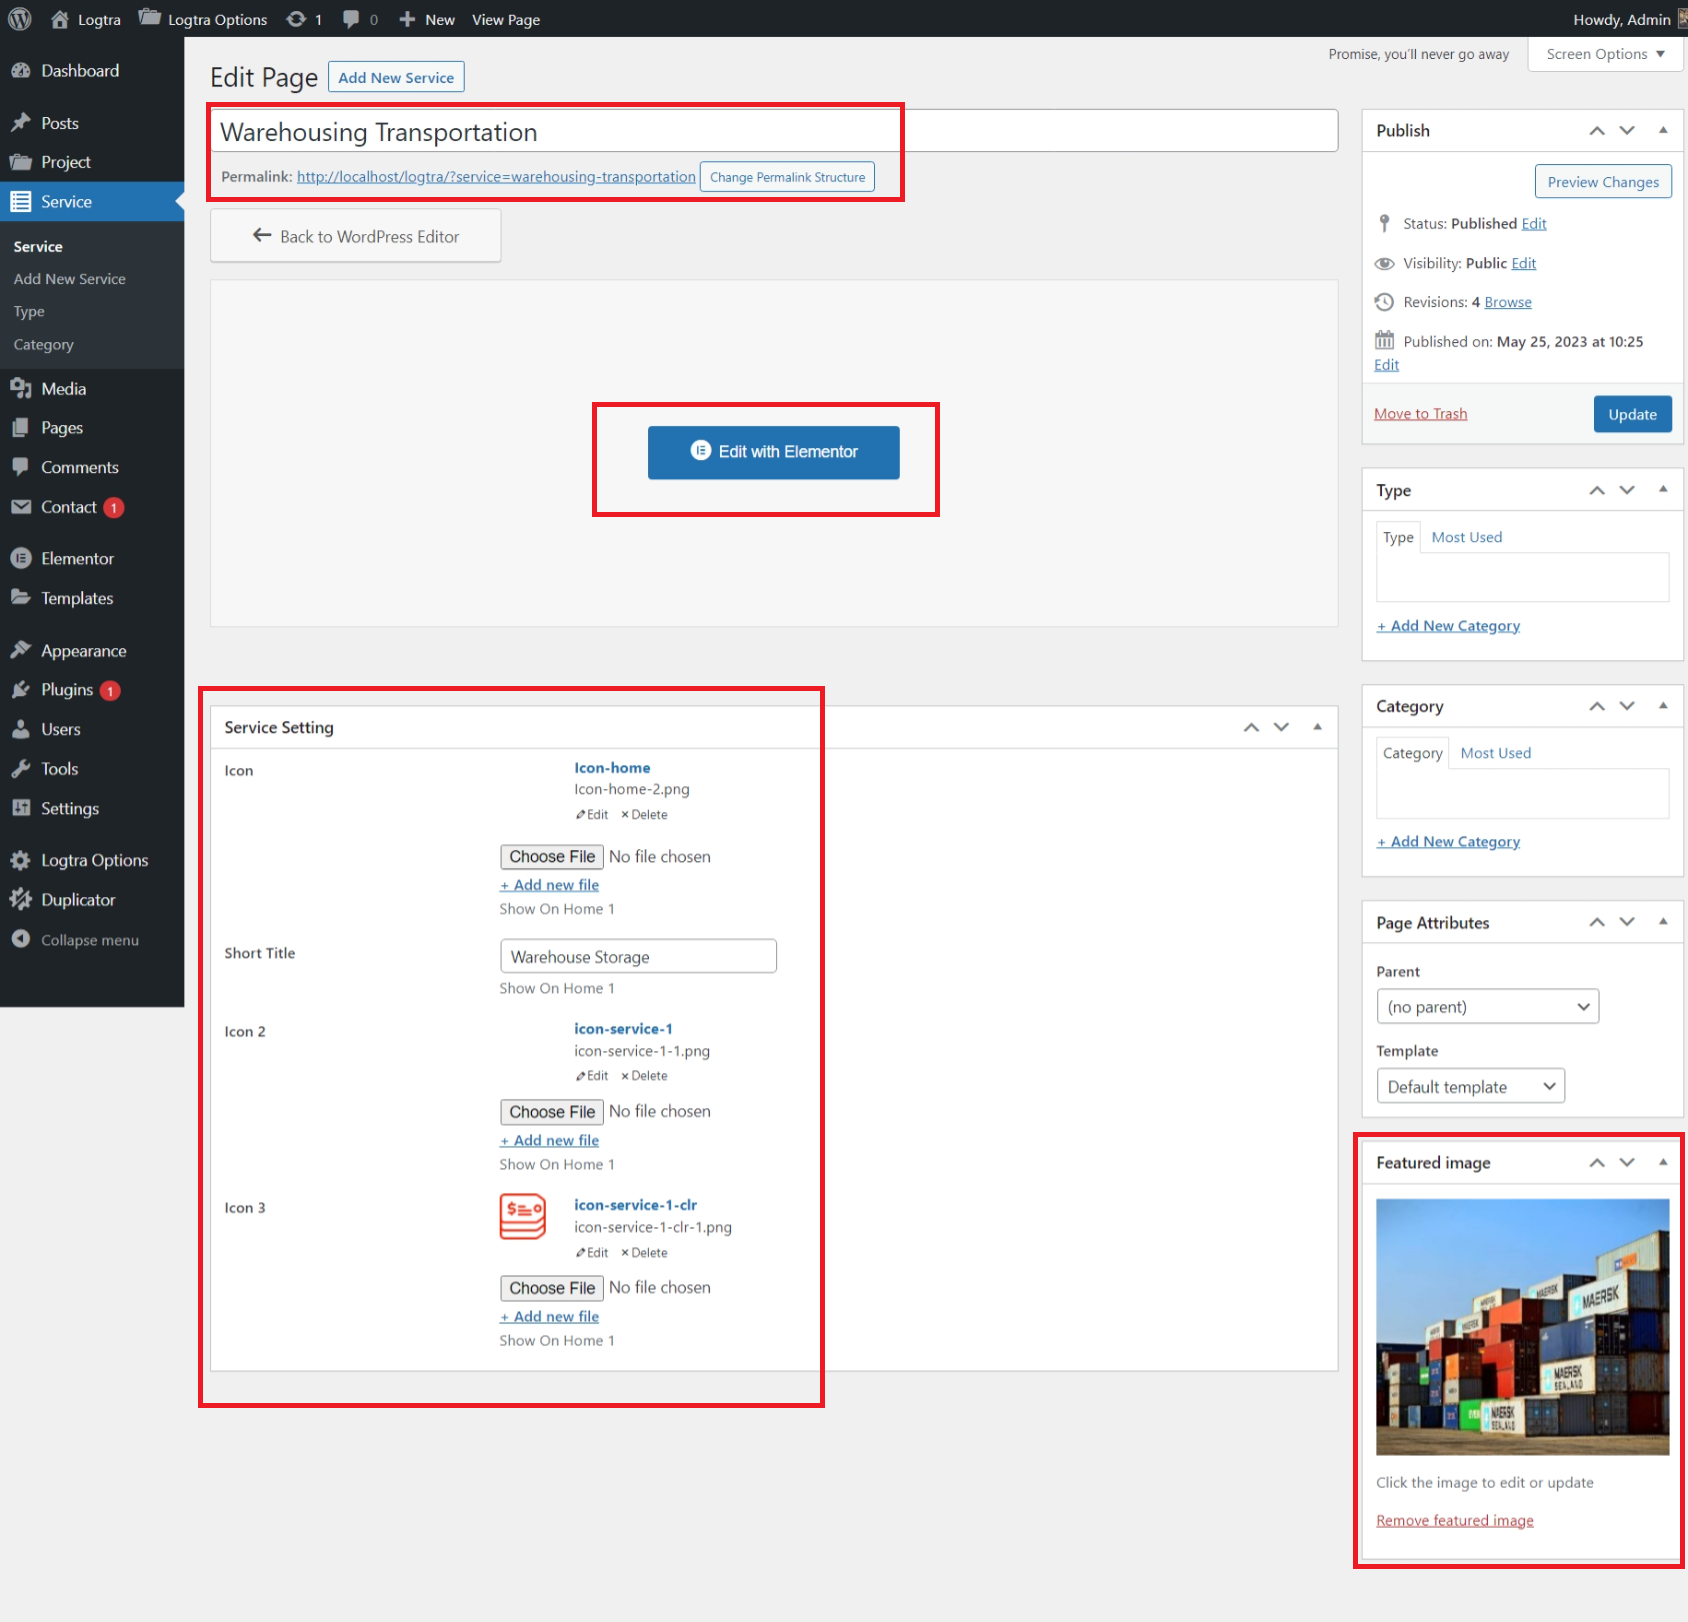 Logtra
Logtra Options
1
0
New
View Page
Howdy, Admin
Dashboard
Posts
Project
Service
Service
Add New Service
Type
Category
Media
Pages
Comments
Contact 1
Elementor
Templates
Appearance
Plugins 1
Users
Tools
Settings
Logtra Options
Duplicator
Collapse menu
Promise, you'll never go away
Screen Options
Edit Page
Add New Service
Warehousing Transportation
Permalink: http://localhost/logtra/?service=warehousing-transportation Change Permalink Structure
Back to WordPress Editor
Edit with Elementor
Service Setting
Icon
Icon-home
Icon-home-2.png
Edit × Delete
Choose File No file chosen
+ Add new file
Show On Home 1
Short Title
Warehouse Storage
Show On Home 1
Icon 2
icon-service-1
icon-service-1-1.png
Edit × Delete
Choose File No file chosen
+ Add new file
Show On Home 1
Icon 3
icon-service-1-clr
icon-service-1-clr-1.png
Edit × Delete
Choose File No file chosen
+ Add new file
Show On Home 1
Publish
Preview Changes
Status: Published Edit
Visibility: Public Edit
Revisions: 4 Browse
Published on: May 25, 2023 at 10:25
Edit
Move to Trash
Update
Type
Type Most Used
+ Add New Category
Category
Category Most Used
+ Add New Category
Page Attributes
Parent
(no parent)
Template
Default template
Featured image
MAERSK
MAERSK
MAERSK
SEALAND
MAERSK
SEALAND
Click the image to edit or update
Remove featured image